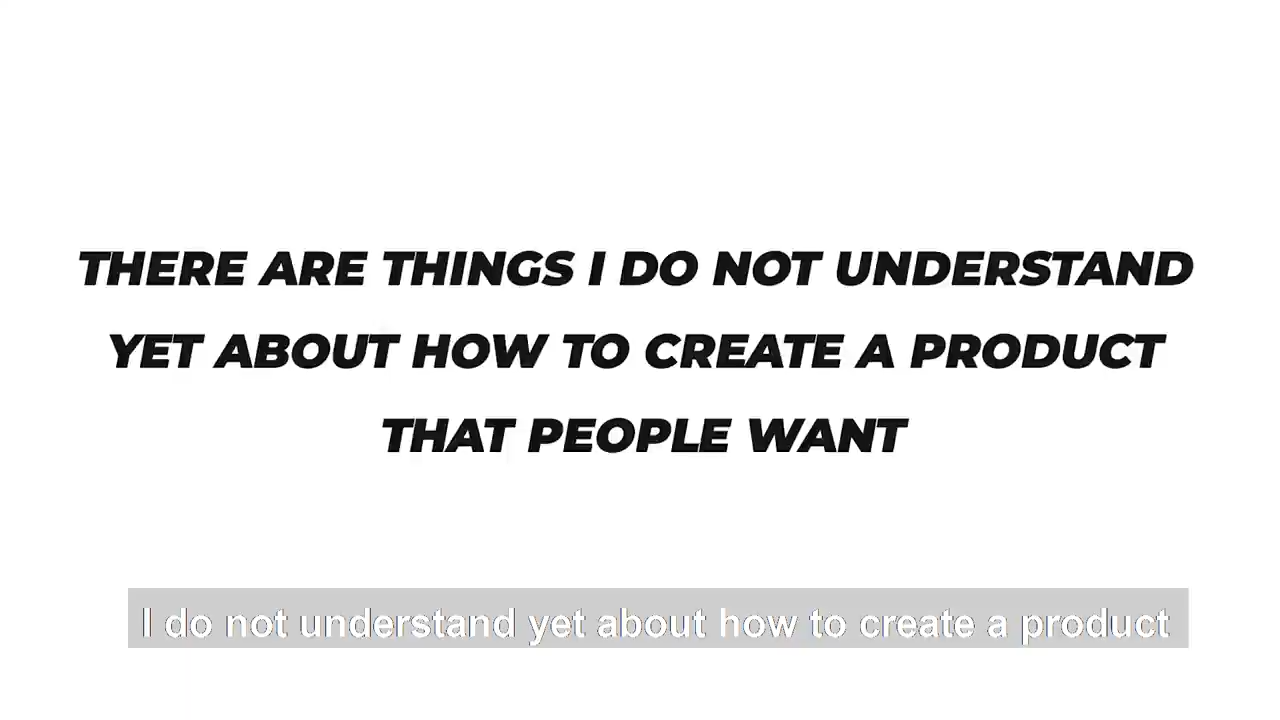 THERE ARE THINGS I DO NOT UNDERSTAND
YET ABOUT HOW TO CREATE A PRODUCT
THAT PEOPLE WANT
I do not understand yet about how to create a product